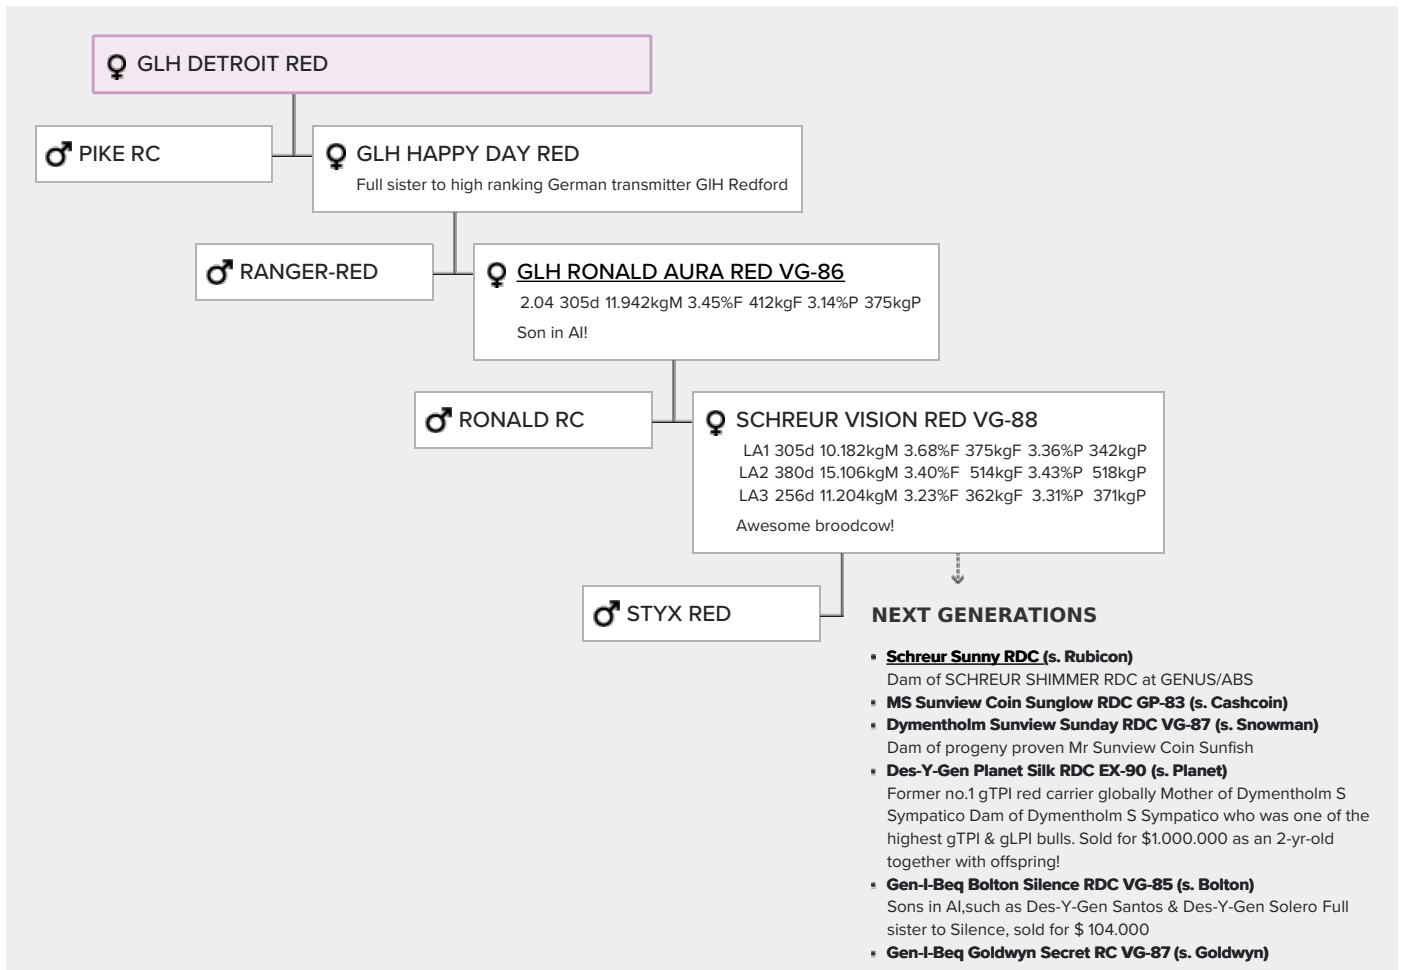 GLH DETROIT RED
PIKE RC
GLH HAPPY DAY RED
Full sister to high ranking German transmitter GlH Redford
RANGER-RED
GLH RONALD AURA RED VG-86
2.04 305d 11.942kgM 3.45%F 412kgF 3.14%P 375kgP
Son in AI!
RONALD RC
SCHREUR VISION RED VG-88
LA1 305d 10.182kgM 3.68%F 375kgF 3.36%P 342kgP
LA2 380d 15.106kgM 3.40%F 514kgF 3.43%P 518kgP
LA3 256d 11.204kgM 3.23%F 362kgF 3.31%P 371kgP
Awesome broodcow!
STYX RED
NEXT GENERATIONS
Schreur Sunny RDC (s. Rubicon)
Dam of SCHREUR SHIMMER RDC at GENUS/ABS
MS Sunview Coin Sunglow RDC GP-83 (s. Cashcoin)
Dymentholm Sunview Sunday RDC VG-87 (s. Snowman)
Dam of progeny proven Mr Sunview Coin Sunfish
Des-Y-Gen Planet Silk RDC EX-90 (s. Planet)
Former no.1 gTPI red carrier globally Mother of Dymentholm S
Sympatico Dam of Dymentholm S Sympatico who was one of the
highest gTPI & gLPI bulls. Sold for $1.000.000 as an 2-yr-old
together with offspring!
Gen-I-Beq Bolton Silence RDC VG-85 (s. Bolton)
Sons in AI,such as Des-Y-Gen Santos & Des-Y-Gen Solero Full
sister to Silence, sold for $ 104.000
Gen-I-Beq Goldwyn Secret RC VG-87 (s. Goldwyn)